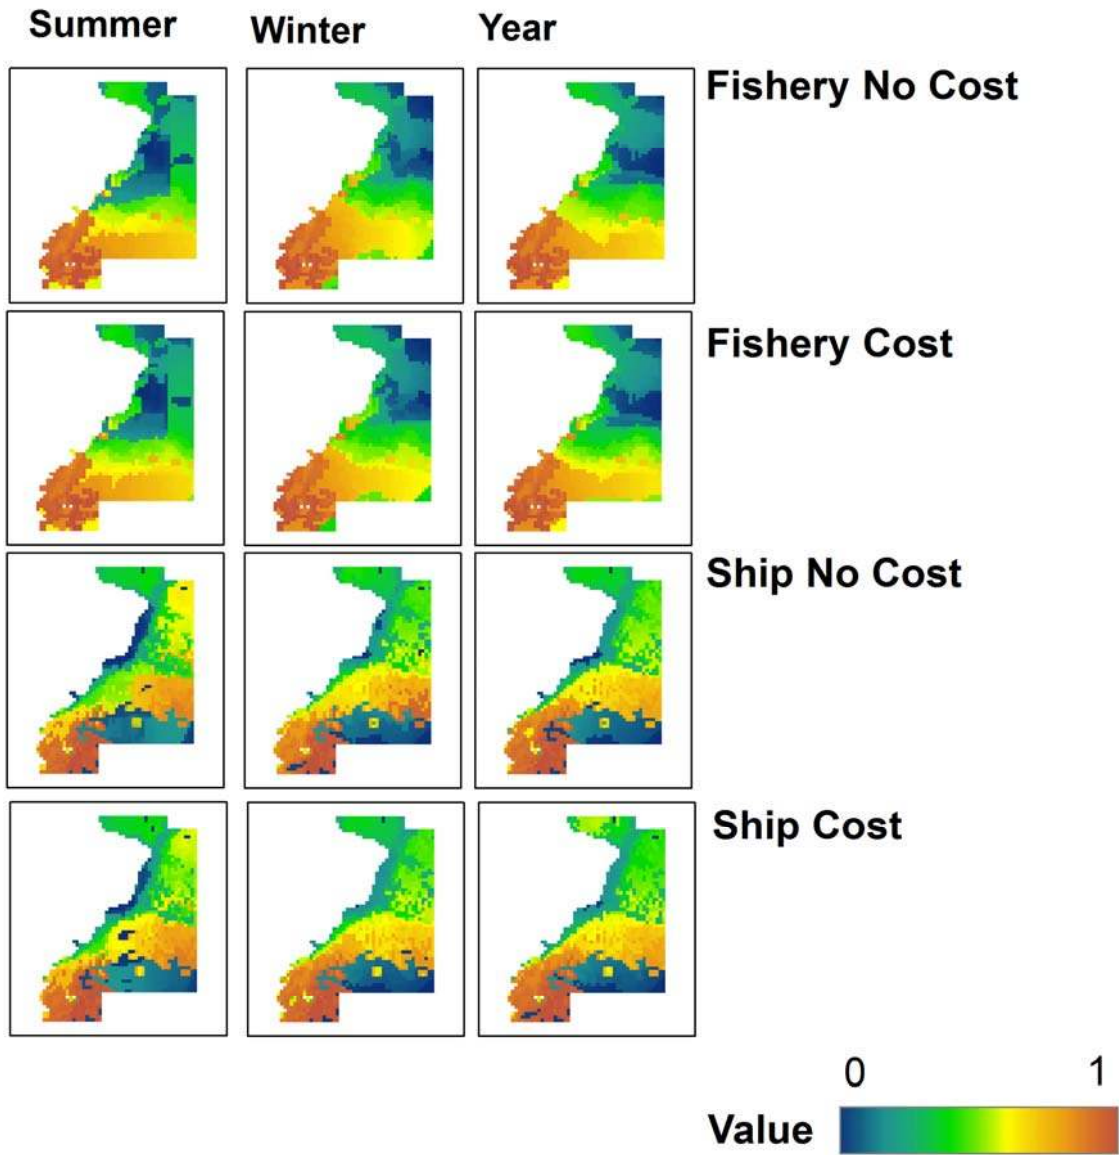 Summer Winter Year
Fishery No Cost
Fishery Cost
Ship No Cost
Ship Cost
0 1
Value